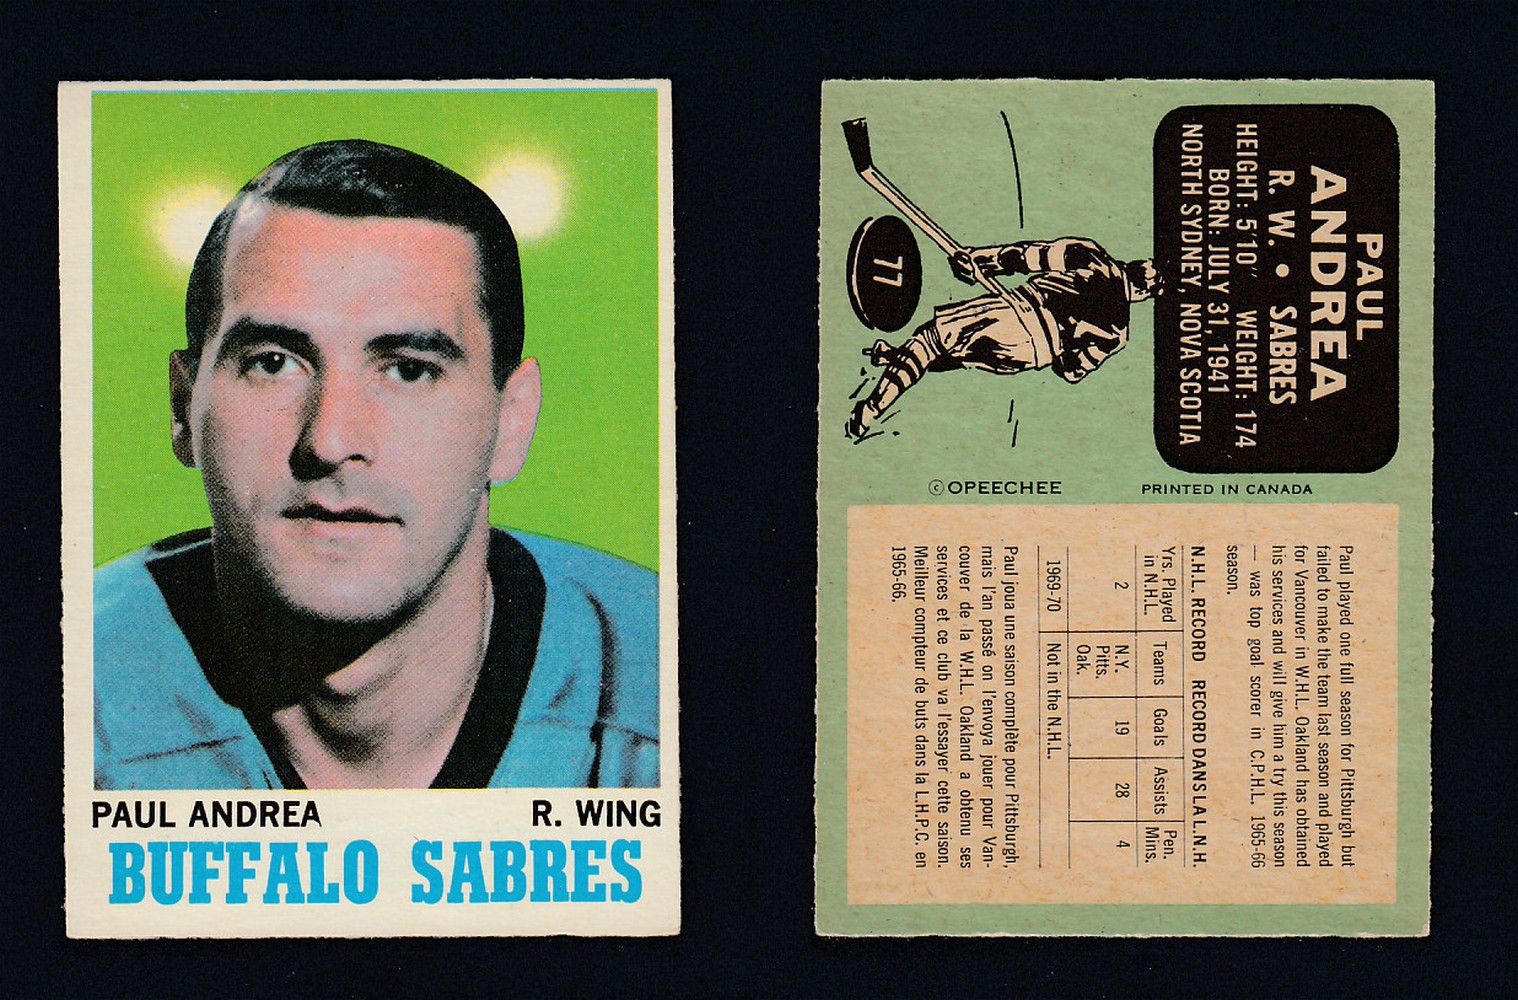 PAUL ANDREA R. WING
BUFFALO SABRES
PAUL
ANDREA
R. W. • SABRES
HEIGHT: 5'10" WEIGHT: 174
BORN: JULY 31, 1941
NORTH SYDNEY, NOVA SCOTIA
77
© OPEECHEE PRINTED IN CANADA
Paul played one full season for Pittsburgh but
failed to make the team last season and played
for Vancouver in W.H.L. Oakland has obtained
his services and will give him a try this season
— was top goal scorer in C.P.H.L. 1965-66
season.
N.H.L. RECORD RECORD DANS LA L.N.H.
Yrs. Played in N.H.L. Teams Goals Assists Pen. Mins.
2 N.Y. 19 28 4
Pitts.
Oak.
1969-70 Not in the N.H.L.
Paul joua une saison complète pour Pittsburgh,
mais l'an passé on l'envoya jouer pour Van-
couver de la W.H.L. Oakland a obtenu ses
services et ce club va l'essayer cette saison.
Meilleur compteur de buts dans la L.H.P.C. en
1965-66.